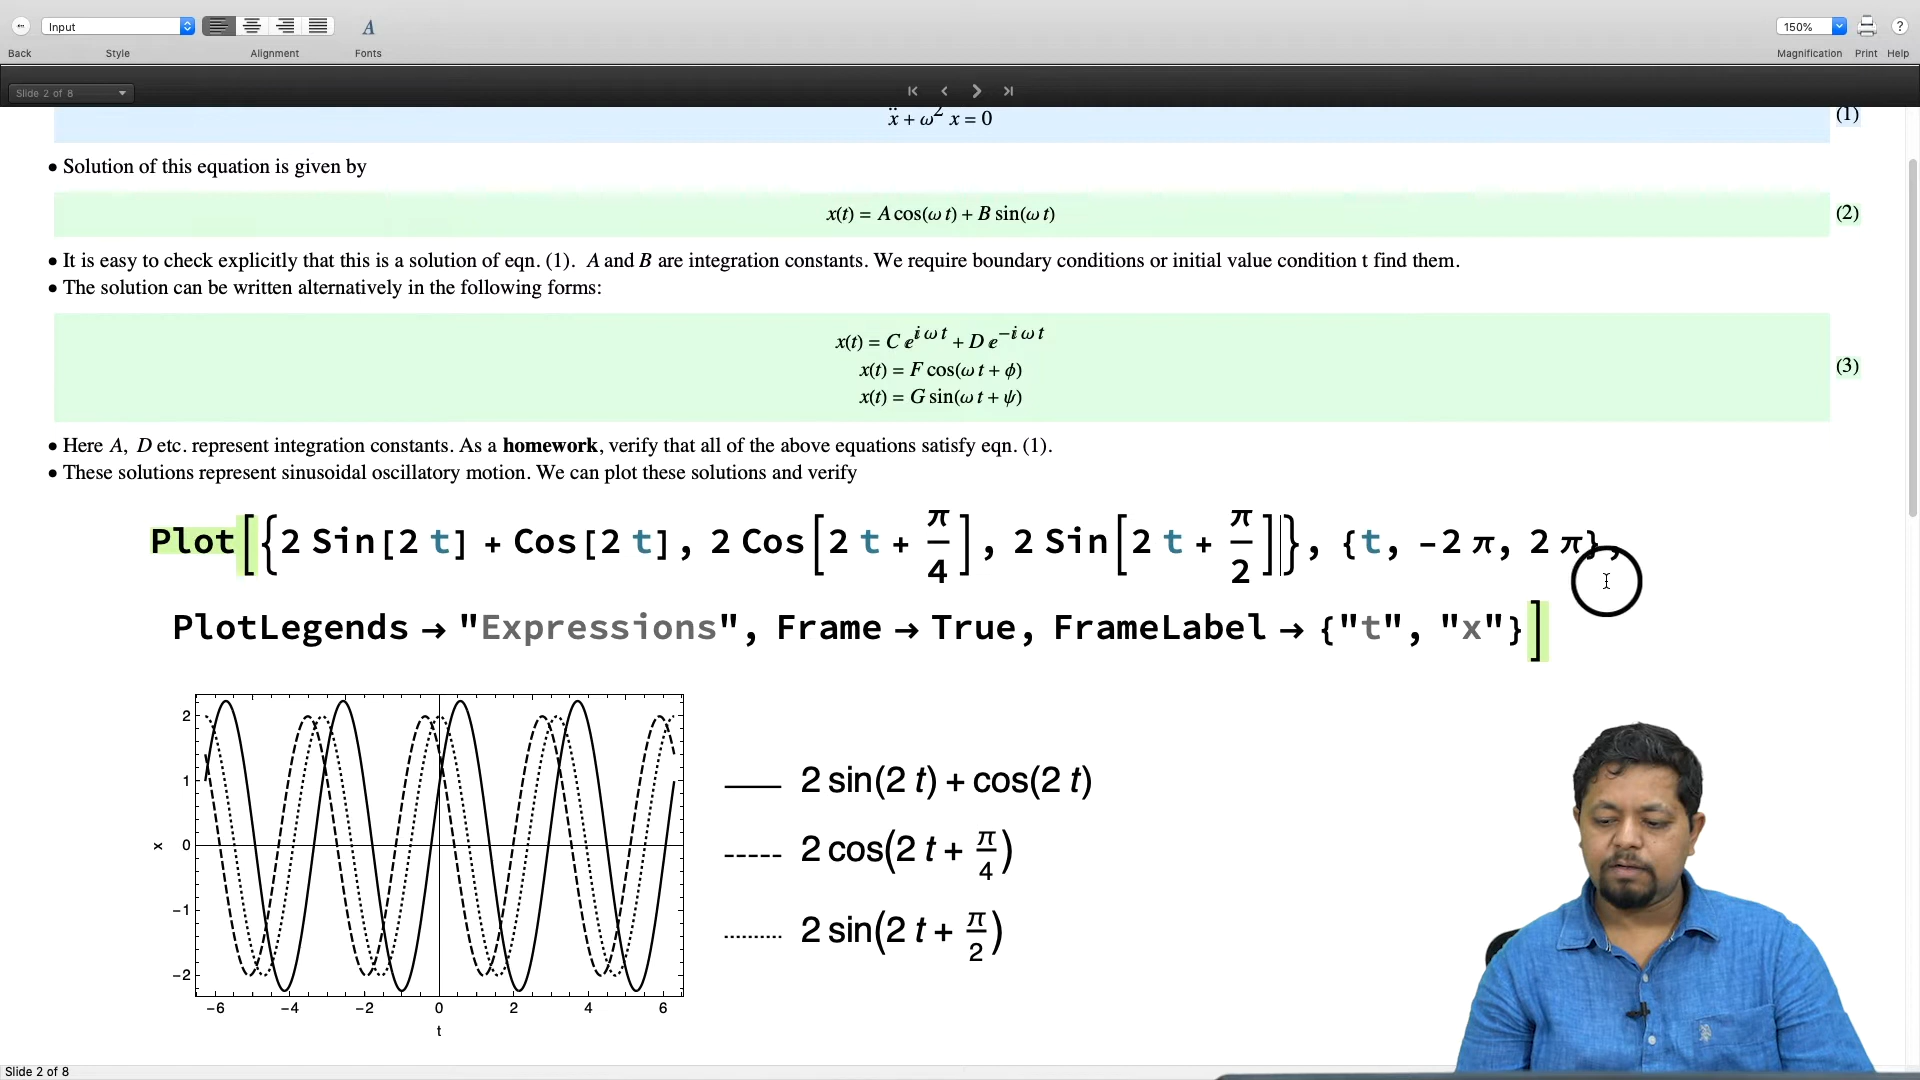 Input
150%
Back
Style
Alignment
Fonts
Magnification
Print
Help
Slide 2 of 8
ẍ + ω² x = 0 (1)
• Solution of this equation is given by
x(t) = A cos(ω t) + B sin(ω t) (2)
• It is easy to check explicitly that this is a solution of eqn. (1). A and B are integration constants. We require boundary conditions or initial value condition t find them.
• The solution can be written alternatively in the following forms:
x(t) = C e^{i ω t} + D e^{−i ω t}
x(t) = F cos(ω t + ϕ)
x(t) = G sin(ω t + ψ)
(3)
• Here A, D etc. represent integration constants. As a homework, verify that all of the above equations satisfy eqn. (1).
• These solutions represent sinusoidal oscillatory motion. We can plot these solutions and verify
Plot[{2 Sin[2 t] + Cos[2 t], 2 Cos[2 t + π/4], 2 Sin[2 t + π/2]}, {t, −2 π, 2 π},
PlotLegends → "Expressions", Frame → True, FrameLabel → {"t", "x"}]
2
1
0
−1
−2
x
−6 −4 −2 0 2 4 6
t
2 sin(2 t) + cos(2 t)
2 cos(2 t + π/4)
2 sin(2 t + π/2)
Slide 2 of 8